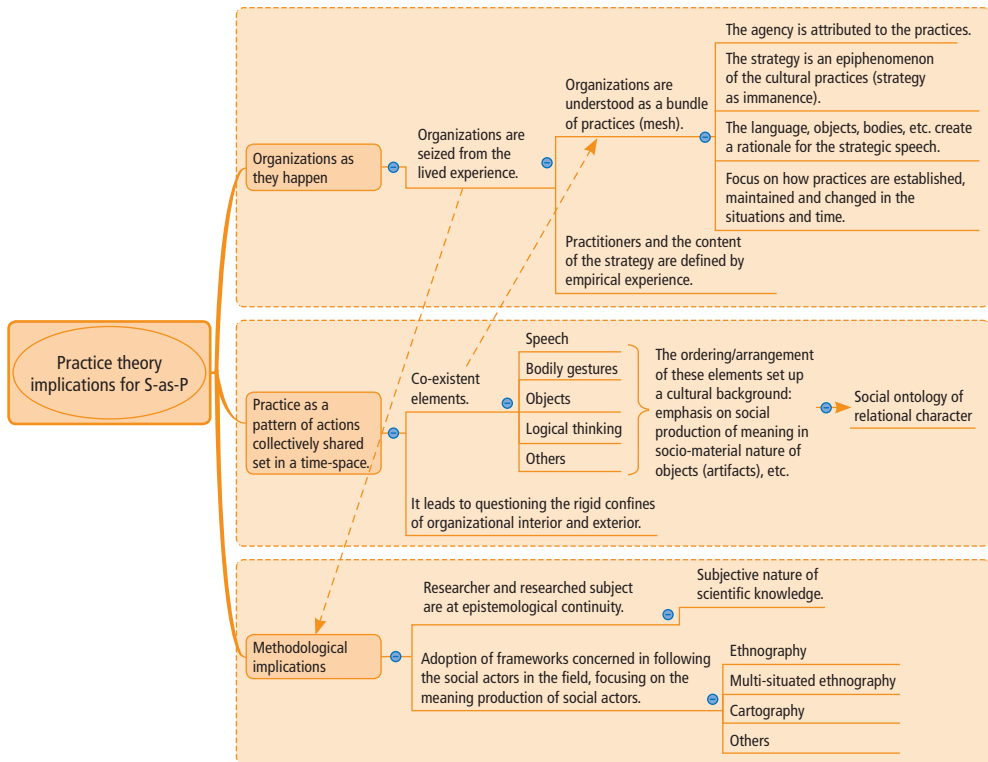 Practice theory
implications for S-as-P
Organizations as
they happen
Organizations are
seized from the
lived experience.
Organizations are
understood as a bundle
of practices (mesh).
The agency is attributed to the practices.
The strategy is an epiphenomenon
of the cultural practices (strategy
as immanence).
The language, objects, bodies, etc. create
a rationale for the strategic speech.
Focus on how practices are established,
maintained and changed in the
situations and time.
Practitioners and the content
of the strategy are defined by
empirical experience.
Practice as a
pattern of actions
collectively shared
set in a time-space.
Co-existent
elements.
Speech
Bodily gestures
Objects
Logical thinking
Others
The ordering/arrangement
of these elements set up
a cultural background:
emphasis on social
production of meaning in
socio-material nature of
objects (artifacts), etc.
Social ontology of
relational character
It leads to questioning the rigid confines
of organizational interior and exterior.
Methodological
implications
Researcher and researched subject
are at epistemological continuity.
Subjective nature of
scientific knowledge.
Adoption of frameworks concerned in following
the social actors in the field, focusing on the
meaning production of social actors.
Ethnography
Multi-situated ethnography
Cartography
Others